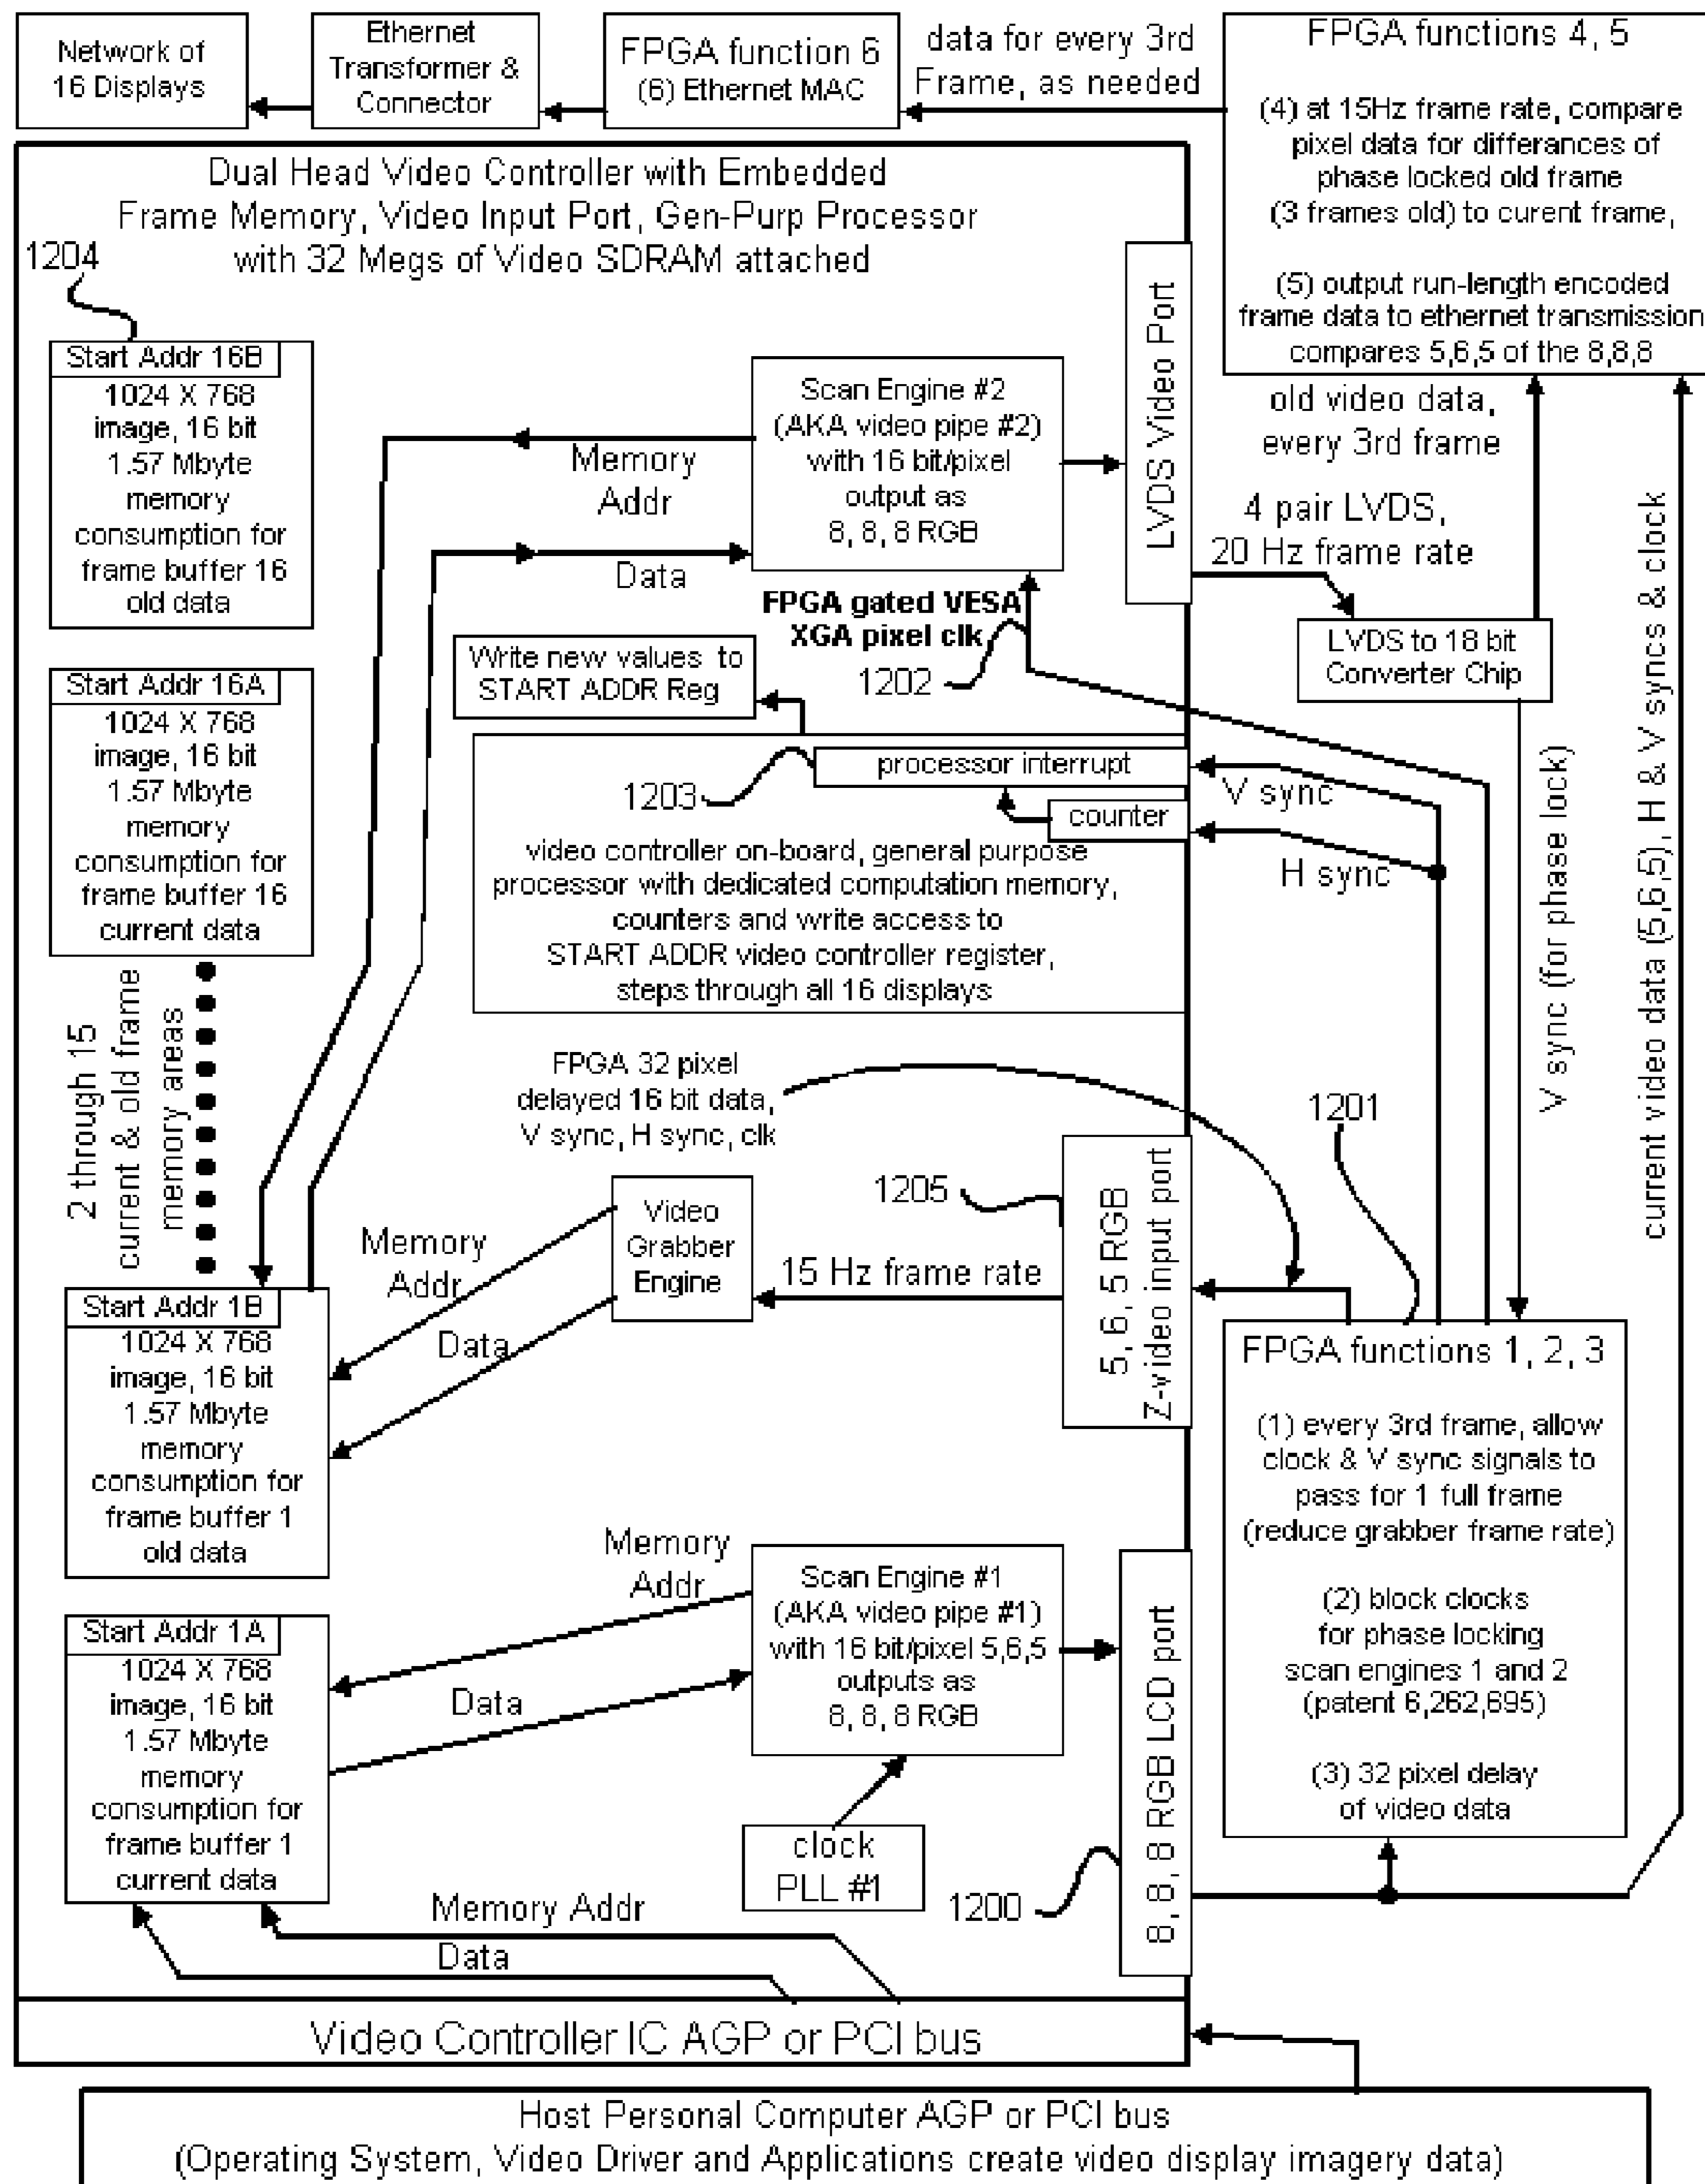 Network of
16 Displays
Ethernet
Transformer &
Connector
FPGA function 6
(6) Ethernet MAC
data for every 3rd
Frame, as needed
FPGA functions 4, 5
(4) at 15Hz frame rate, compare
pixel data for differances of
phase locked old frame
(3 frames old) to curent frame,
(5) output run-length encoded
frame data to ethernet transmission
compares 5,6,5 of the 8,8,8
Dual Head Video Controller with Embedded
Frame Memory, Video Input Port, Gen-Purp Processor
with 32 Megs of Video SDRAM attached
1204
Start Addr 16B
1024 X 768
image, 16 bit
1.57 Mbyte
memory
consumption for
frame buffer 16
old data
Memory
Addr
Data
Scan Engine #2
(AKA video pipe #2)
with 16 bit/pixel
output as
8, 8, 8 RGB
LVDS Video Port
old video data,
every 3rd frame
4 pair LVDS,
20 Hz frame rate
LVDS to 18 bit
Converter Chip
FPGA gated VESA
XGA pixel clk
1202
Write new values to
START ADDR Reg
Start Addr 16A
1024 X 768
image, 16 bit
1.57 Mbyte
memory
consumption for
frame buffer 16
current data
processor interrupt
1203
counter
V sync
H sync
video controller on-board, general purpose
processor with dedicated computation memory,
counters and write access to
START ADDR video controller register,
steps through all 16 displays
V sync (for phase lock)
current video data (5,6,5), H & V syncs & clock
2 through 15
current & old frame
memory areas
FPGA 32 pixel
delayed 16 bit data,
V sync, H sync, clk
1201
1205
5, 6, 5 RGB
Z-video input port
Video
Grabber
Engine
15 Hz frame rate
Memory
Addr
Data
Start Addr 1B
1024 X 768
image, 16 bit
1.57 Mbyte
memory
consumption for
frame buffer 1
old data
FPGA functions 1, 2, 3
(1) every 3rd frame, allow
clock & V sync signals to
pass for 1 full frame
(reduce grabber frame rate)
(2) block clocks
for phase locking
scan engines 1 and 2
(patent 6,262,695)
(3) 32 pixel delay
of video data
Memory
Addr
Data
Scan Engine #1
(AKA video pipe #1)
with 16 bit/pixel 5,6,5
outputs as
8, 8, 8 RGB
8, 8, 8 RGB LCD port
Start Addr 1A
1024 X 768
image, 16 bit
1.57 Mbyte
memory
consumption for
frame buffer 1
current data
clock
PLL #1
1200
Memory Addr
Data
Video Controller IC AGP or PCI bus
Host Personal Computer AGP or PCI bus
(Operating System, Video Driver and Applications create video display imagery data)